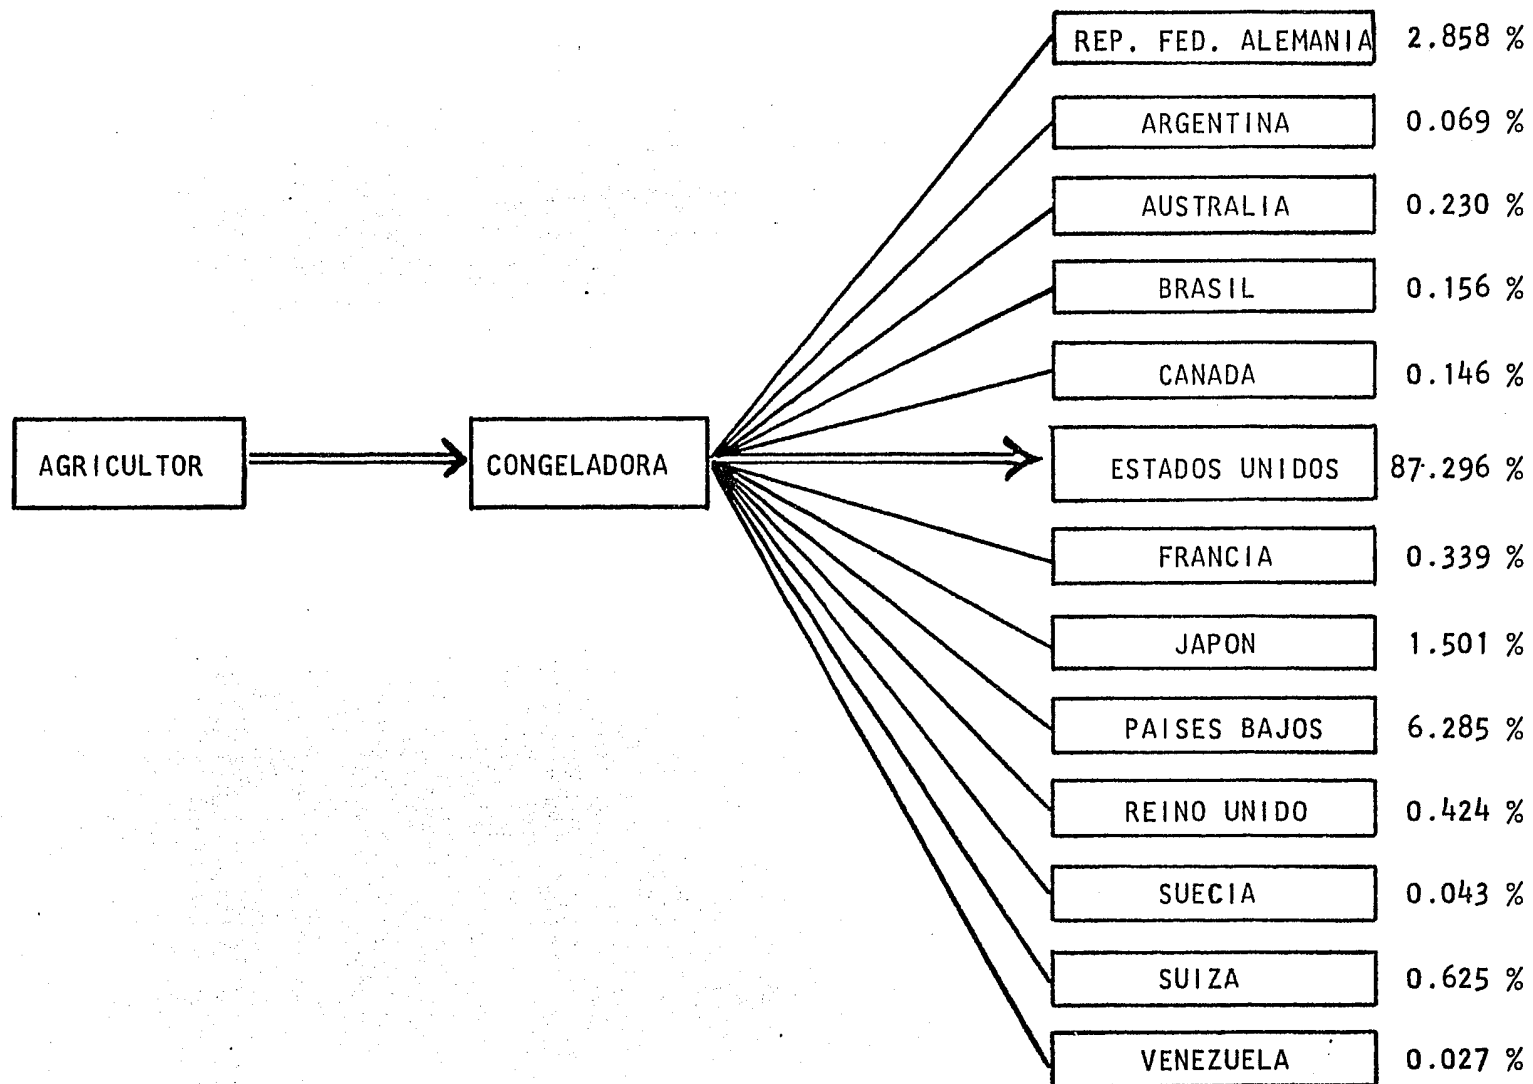 REP. FED. ALEMANIA 2.858 %
ARGENTINA 0.069 %
AUSTRALIA 0.230 %
BRASIL 0.156 %
CANADA 0.146 %
AGRICULTOR CONGELADORA ESTADOS UNIDOS 87.296 %
FRANCIA 0.339 %
JAPON 1.501 %
PAISES BAJOS 6.285 %
REINO UNIDO 0.424 %
SUECIA 0.043 %
SUIZA 0.625 %
VENEZUELA 0.027 %